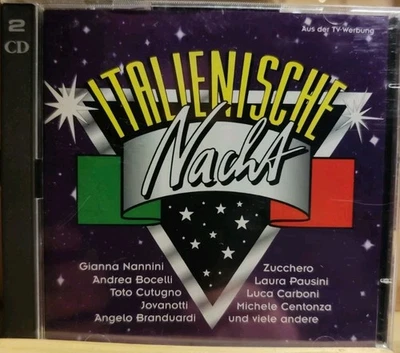 2
CD
Aus der TV-Werbung
ITALIENISCHE
Nacht
Gianna Nannini
Andrea Bocelli
Toto Cutugno
Jovanotti
Angelo Branduardi
Zucchero
Laura Pausini
Luca Carboni
Michele Centonza
und viele andere